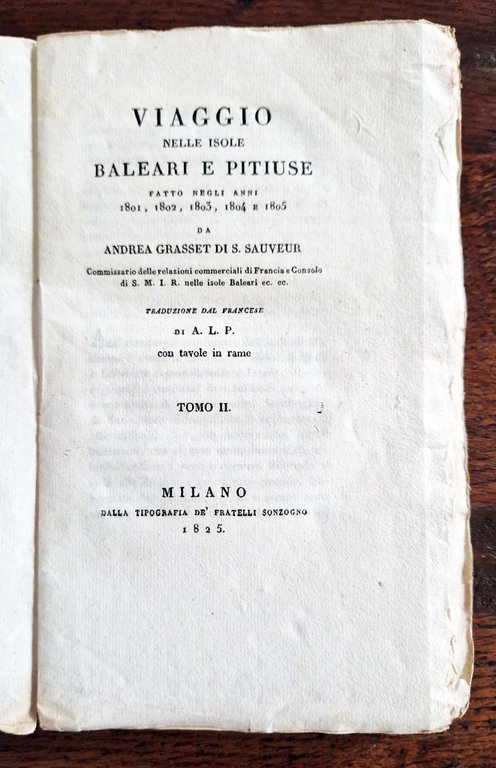 VIAGGIO
NELLE ISOLE
BALEARI E PITIUSE
FATTO NEGLI ANNI
1801, 1802, 1803, 1804 E 1805
DA
ANDREA GRASSET DI S. SAUVEUR
Commissario delle relazioni commerciali di Francia e Consolo
di S. M. I. R. nelle isole Baleari ec. ec.
TRADUZIONE DAL FRANCESE
DI A. L. P.
con tavole in rame
TOMO II.
MILANO
DALLA TIPOGRAFIA DE' FRATELLI SONZOGNO
1825.